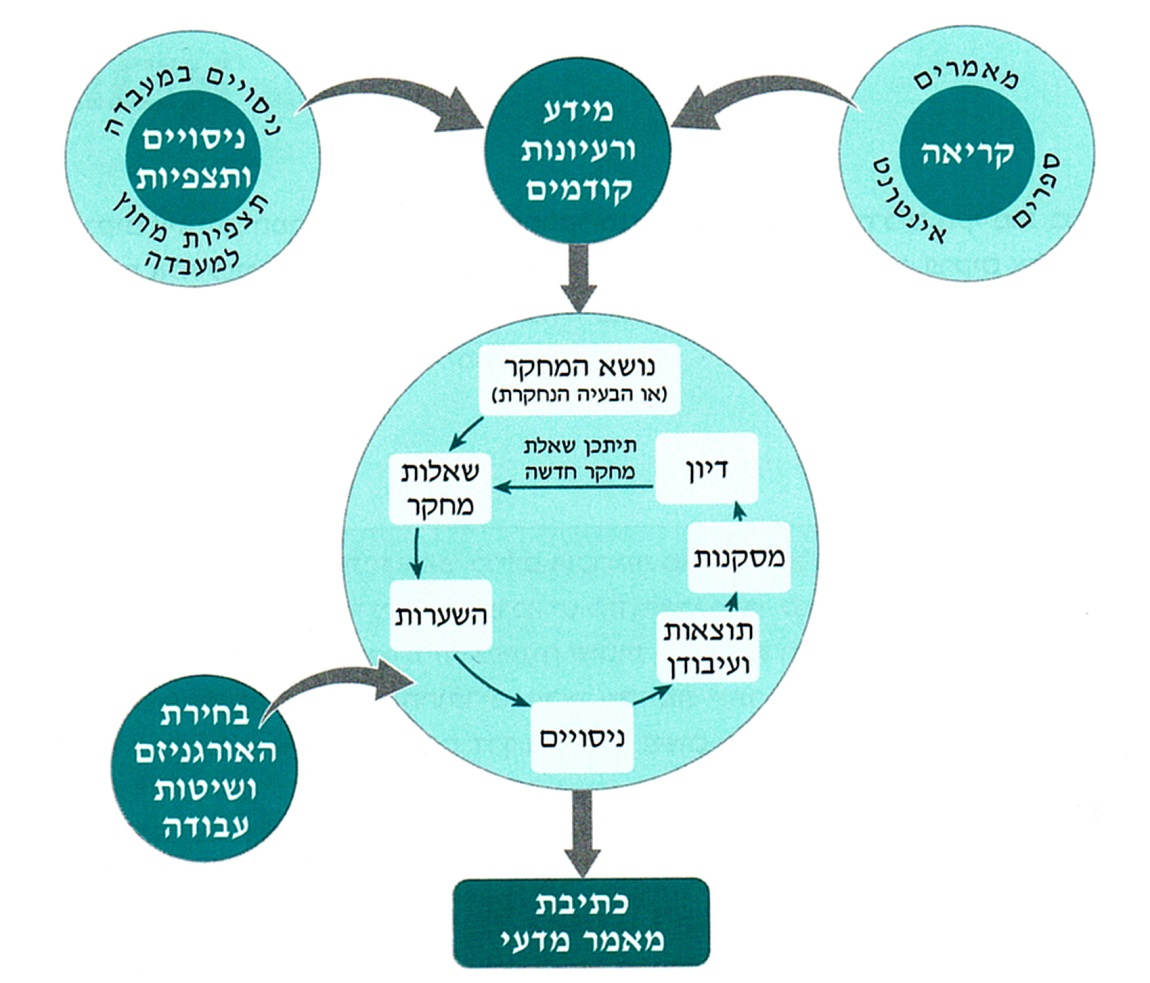 מאמרים
קריאה
ספרים
אינטרנט
מידע
ורעיונות
קודמים
ניסויים במעבדה
ניסויים
ותצפיות
תצפיות מחוץ
למעבדה
נושא המחקר
(או הבעיה הנחקרת)
תיתכן שאלת
מחקר חדשה
דיון
שאלות
מחקר
מסקנות
השערות
תוצאות
ועיבודן
ניסויים
בחירת
האורגניזם
ושיטות
עבודה
כתיבת
מאמר מדעי